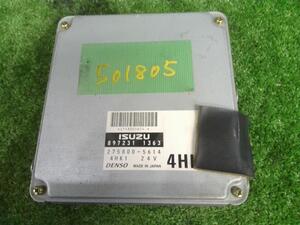 501805
ISUZU
897231 1363
275800-5614
4HK1 24V
4HK
DENSO MADE IN JAPAN